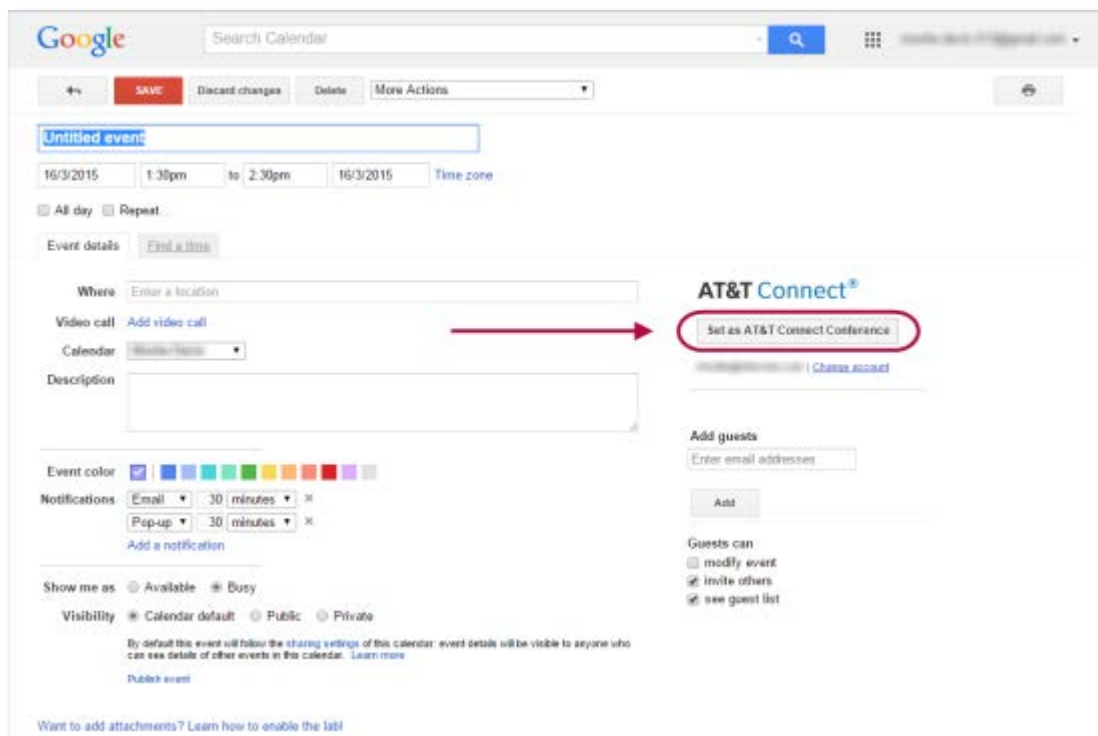 Google Search Calendar
SAVE Discard changes Delete More Actions
Untitled event
16/3/2015 1:30pm to 2:30pm 16/3/2015 Time zone
All day Repeat...
Event details Find a time
Where Enter a location
Video call Add video call
Calendar
Description
Event color
Notifications Email 30 minutes
Pop-up 30 minutes
Add a notification
Show me as Available Busy
Visibility Calendar default Public Private
By default this event will follow the sharing settings of this calendar: event details will be visible to anyone who
can see details of other events in this calendar. Learn more
Publish event
Want to add attachments? Learn how to enable the lab!
AT&T Connect®
Set as AT&T Connect Conference
| Change account
Add guests
Enter email addresses
Add
Guests can
modify event
invite others
see guest list